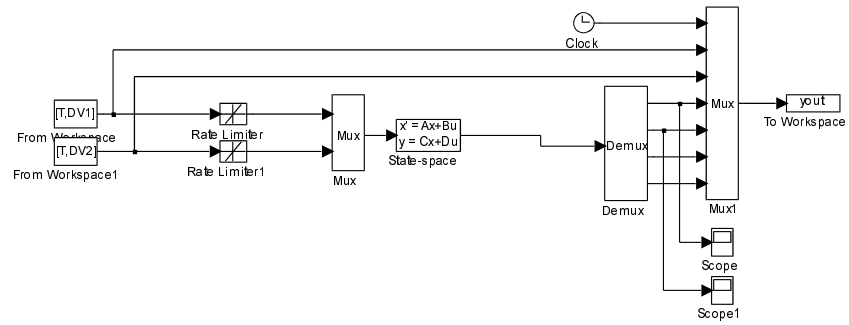 Clock
[T,DV1]
From Workspace
Rate Limiter
[T,DV2]
From Workspace1
Rate Limiter1
Mux
Mux
x' = Ax+Bu
y = Cx+Du
State-space
Demux
Demux
Mux
Mux1
yout
To Workspace
Scope
Scope1